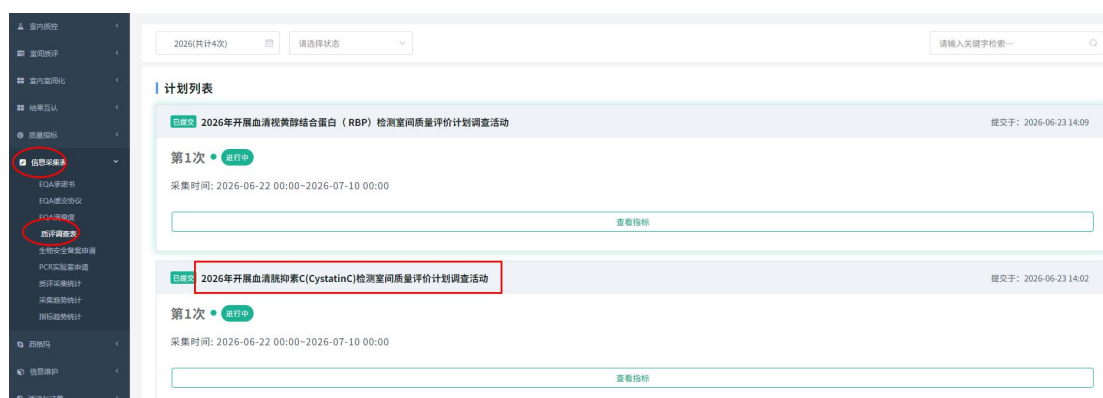 室内质控
室间质评
室内室间化
结果互认
质量指标
信息采集表
EQA承诺书
EQA提交协议
EQA满意度
质评调查表
生物安全备案申请
PCR实验室申请
质评采集统计
采集趋势统计
指标趋势统计
西格玛
信息维护
2026(共计4次)
请选择状态
请输入关键字检索…
计划列表
已提交 2026年开展血清视黄醇结合蛋白（ RBP）检测室间质量评价计划调查活动
提交于：2026-06-23 14:09
第1次 进行中
采集时间: 2026-06-22 00:00~2026-07-10 00:00
查看指标
已提交 2026年开展血清胱抑素C(CystatinC)检测室间质量评价计划调查活动
提交于：2026-06-23 14:02
第1次 进行中
采集时间: 2026-06-22 00:00~2026-07-10 00:00
查看指标